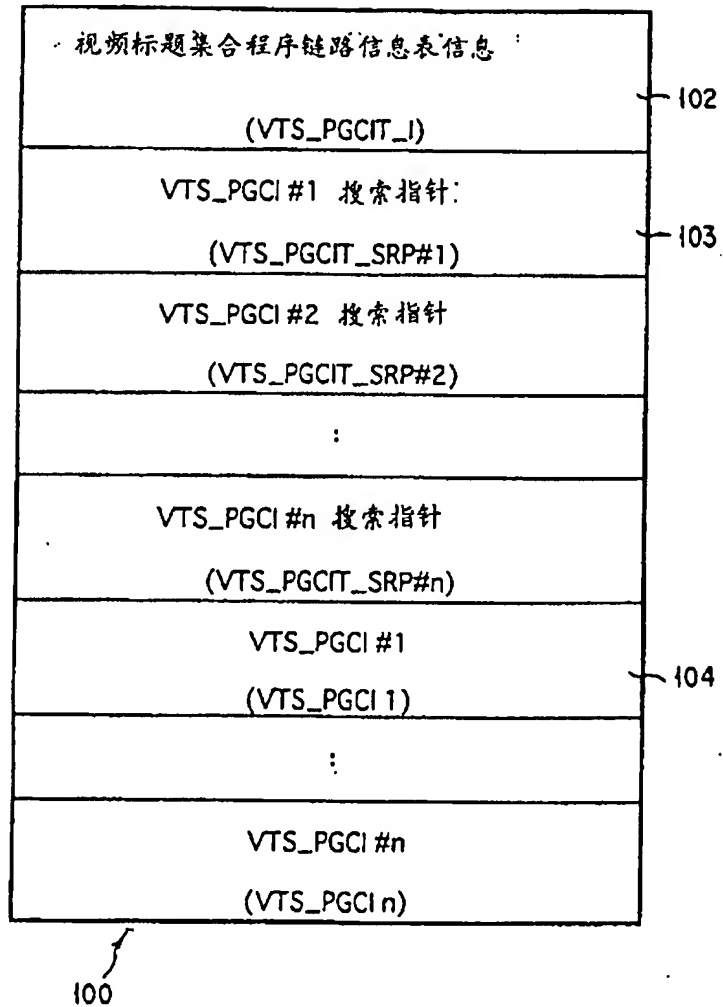 视频标题集合程序链路信息表信息
(VTS_PGCIT_I)
102
VTS_PGCI #1 搜索指针:
(VTS_PGCIT_SRP#1)
103
VTS_PGCI #2 搜索指针
(VTS_PGCIT_SRP#2)
:
VTS_PGCI #n 搜索指针
(VTS_PGCIT_SRP#n)
VTS_PGCI #1
(VTS_PGCI 1)
104
:
VTS_PGCI #n
(VTS_PGCI n)
100